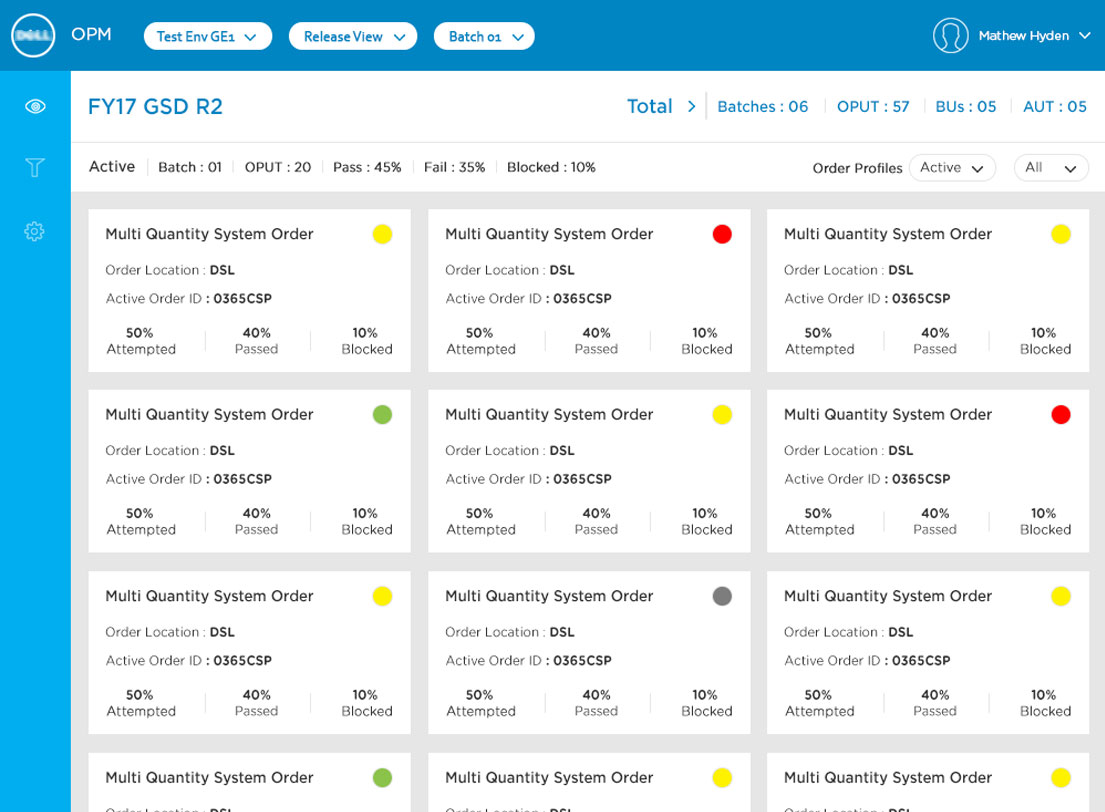 DELL OPM Test Env GE1 Release View Batch 01 Mathew Hyden
FY17 GSD R2 Total > Batches : 06 OPUT : 57 BUs : 05 AUT : 05
Active Batch : 01 OPUT : 20 Pass : 45% Fail : 35% Blocked : 10% Order Profiles Active All
Multi Quantity System Order Multi Quantity System Order Multi Quantity System Order
Order Location : DSL Order Location : DSL Order Location : DSL
Active Order ID : 0365CSP Active Order ID : 0365CSP Active Order ID : 0365CSP
50% 40% 10% 50% 40% 10% 50% 40% 10%
Attempted Passed Blocked Attempted Passed Blocked Attempted Passed Blocked
Multi Quantity System Order Multi Quantity System Order Multi Quantity System Order
Order Location : DSL Order Location : DSL Order Location : DSL
Active Order ID : 0365CSP Active Order ID : 0365CSP Active Order ID : 0365CSP
50% 40% 10% 50% 40% 10% 50% 40% 10%
Attempted Passed Blocked Attempted Passed Blocked Attempted Passed Blocked
Multi Quantity System Order Multi Quantity System Order Multi Quantity System Order
Order Location : DSL Order Location : DSL Order Location : DSL
Active Order ID : 0365CSP Active Order ID : 0365CSP Active Order ID : 0365CSP
50% 40% 10% 50% 40% 10% 50% 40% 10%
Attempted Passed Blocked Attempted Passed Blocked Attempted Passed Blocked
Multi Quantity System Order Multi Quantity System Order Multi Quantity System Order
Order Location : DSL Order Location : DSL Order Location : DSL